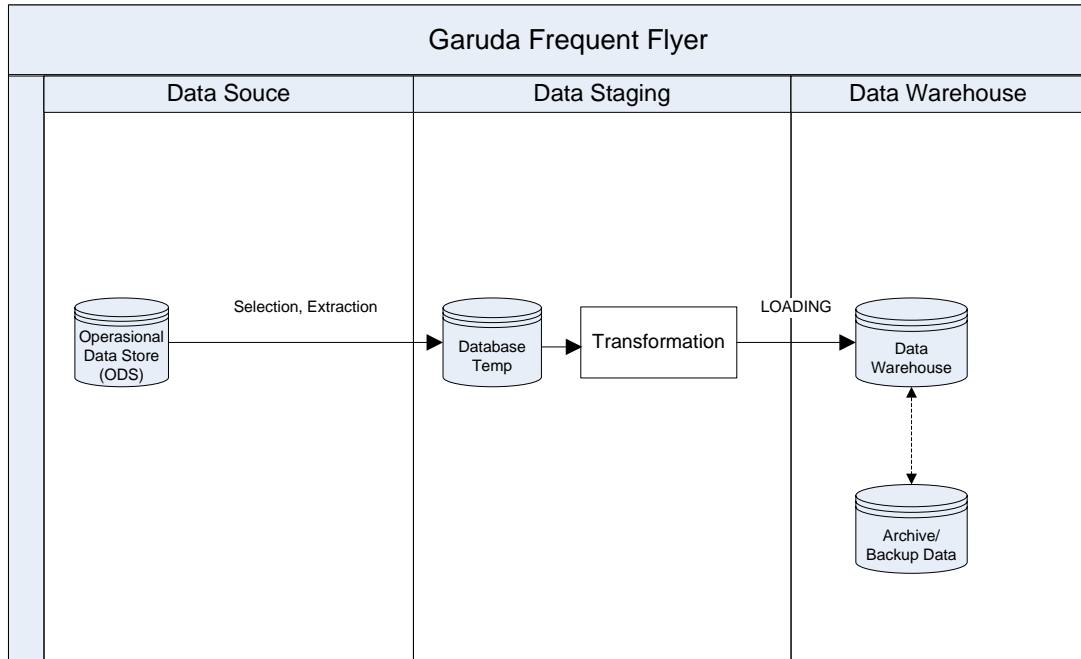 Garuda Frequent Flyer
Data Souce
Data Staging
Data Warehouse
Operasional
Data Store
(ODS)
Selection, Extraction
Database
Temp
Transformation
LOADING
Data
Warehouse
Archive/
Backup Data